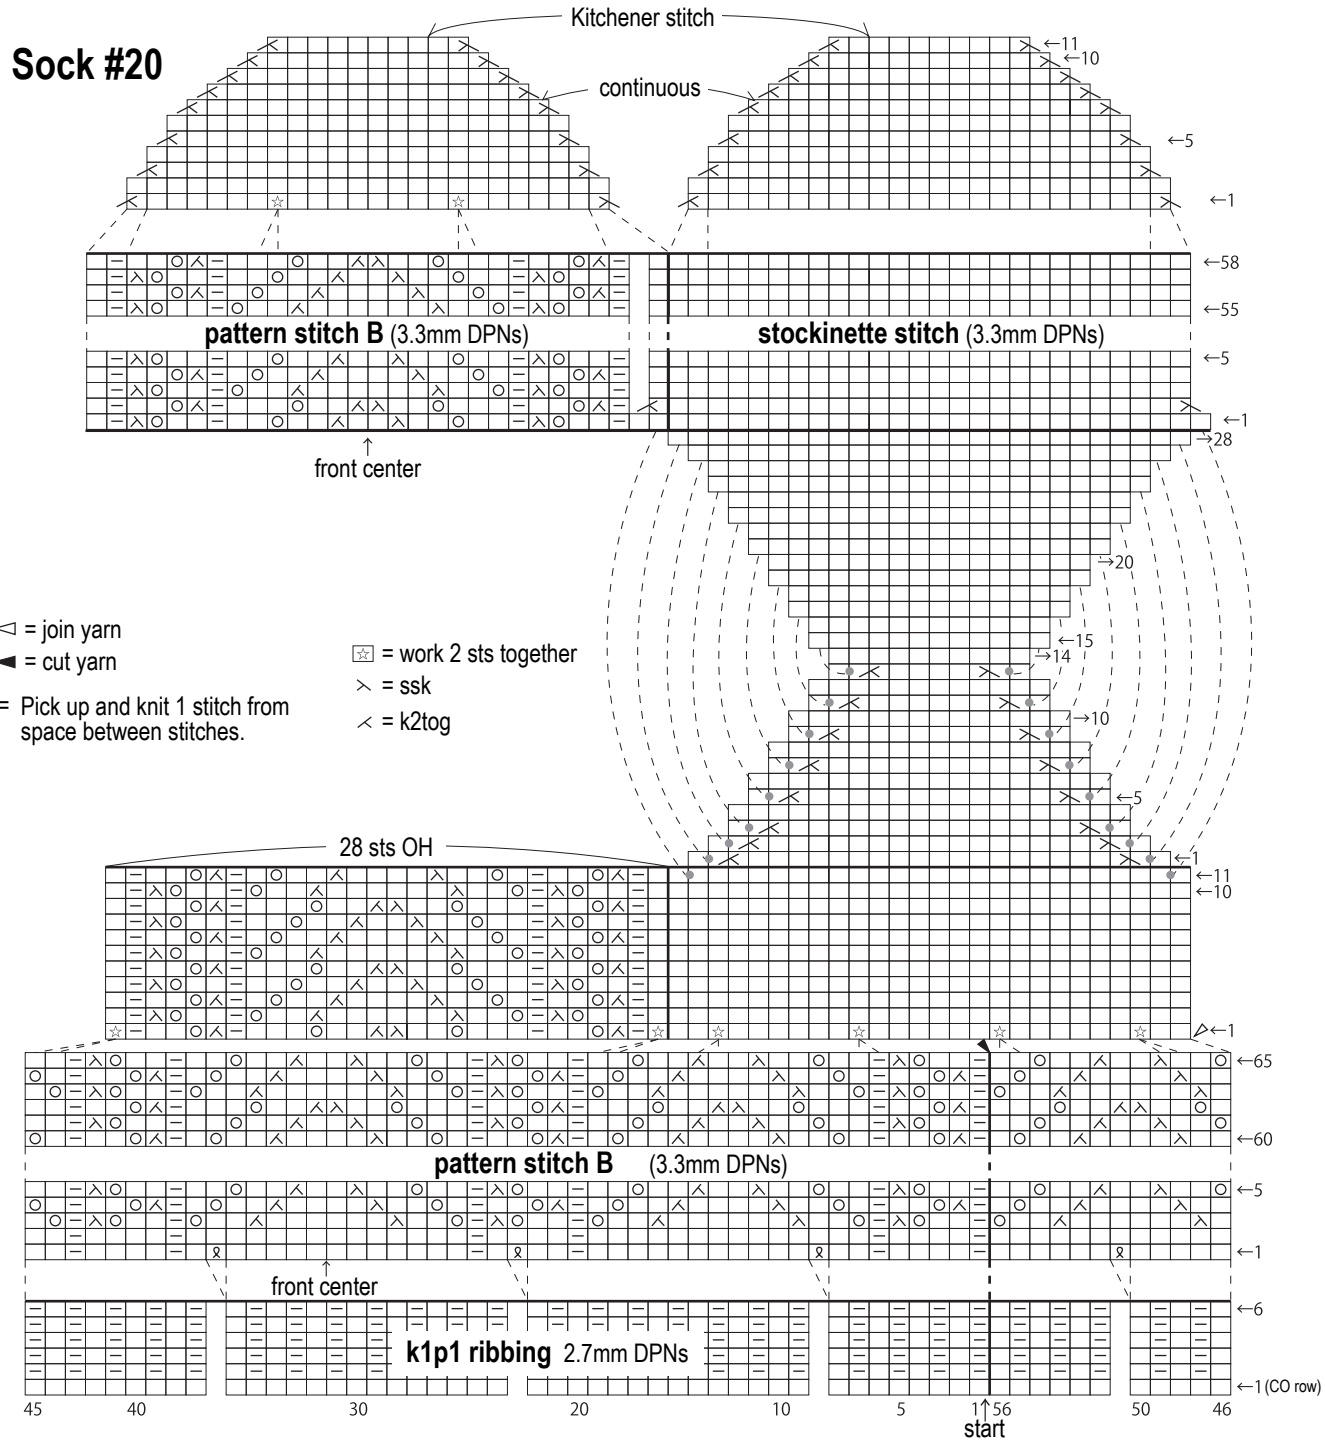 Kitchener stitch
Sock #20
←11
←10
continuous
←5
←1
←58
←55
pattern stitch B (3.3mm DPNs)
stockinette stitch (3.3mm DPNs)
←5
←1
→28
front center
→20
= join yarn
= cut yarn
←15
→14
☆ = work 2 sts together
⋋ = ssk
⋌ = k2tog
= Pick up and knit 1 stitch from
space between stitches.
→10
←5
28 sts OH
←1
←11
←10
←1
←65
←60
pattern stitch B (3.3mm DPNs)
←5
←1
front center
←6
k1p1 ribbing 2.7mm DPNs
←1 (CO row)
45 40 30 20 10 5 1 56 50 46
start